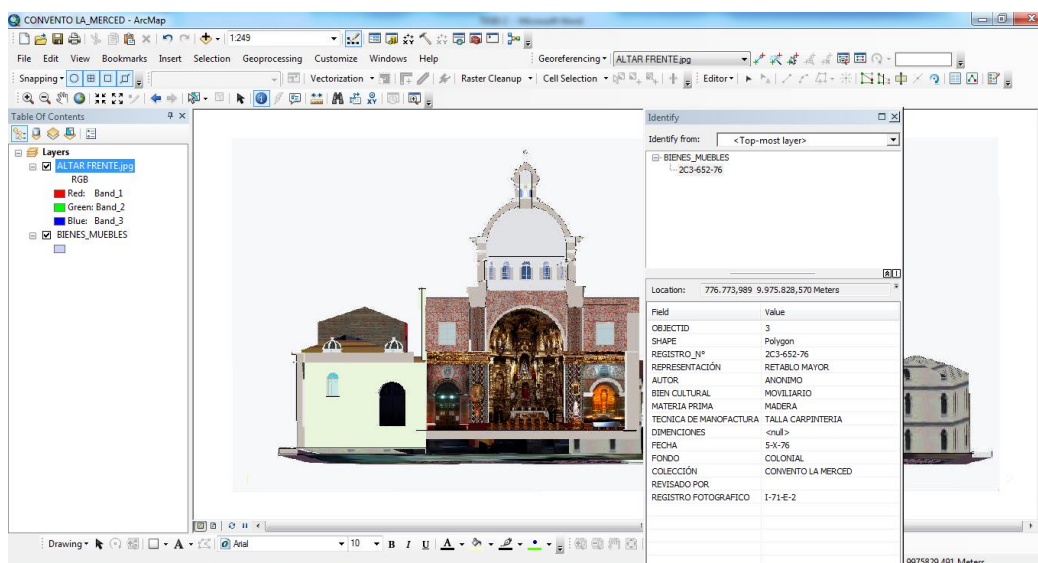 CONVENTO LA_MERCED - ArcMap
1:249
File Edit View Bookmarks Insert Selection Geoprocessing Customize Windows Help
Georeferencing ALTAR FRENTE.jpg
Snapping
Vectorization Raster Cleanup Cell Selection Editor
Table Of Contents
Layers
ALTAR FRENTE.jpg
RGB
Red: Band_1
Green: Band_2
Blue: Band_3
BIENES_MUEBLES
Identify
Identify from: <Top-most layer>
BIENES_MUEBLES
2C3-652-76
Location: 776.773,989 9.975.828,570 Meters
Field Value
OBJECTID 3
SHAPE Polygon
REGISTRO_N° 2C3-652-76
REPRESENTACIÓN RETABLO MAYOR
AUTOR ANONIMO
BIEN CULTURAL MOVILIARIO
MATERIA PRIMA MADERA
TECNICA DE MANOFACTURA TALLA CARPINTERIA
DIMENCIONES <null>
FECHA 5-X-76
FONDO COLONIAL
COLECCIÓN CONVENTO LA MERCED
REVISADO POR
REGISTRO FOTOGRAFICO I-71-E-2
Drawing A Arial 10 B I U A
9975829,491 Meters